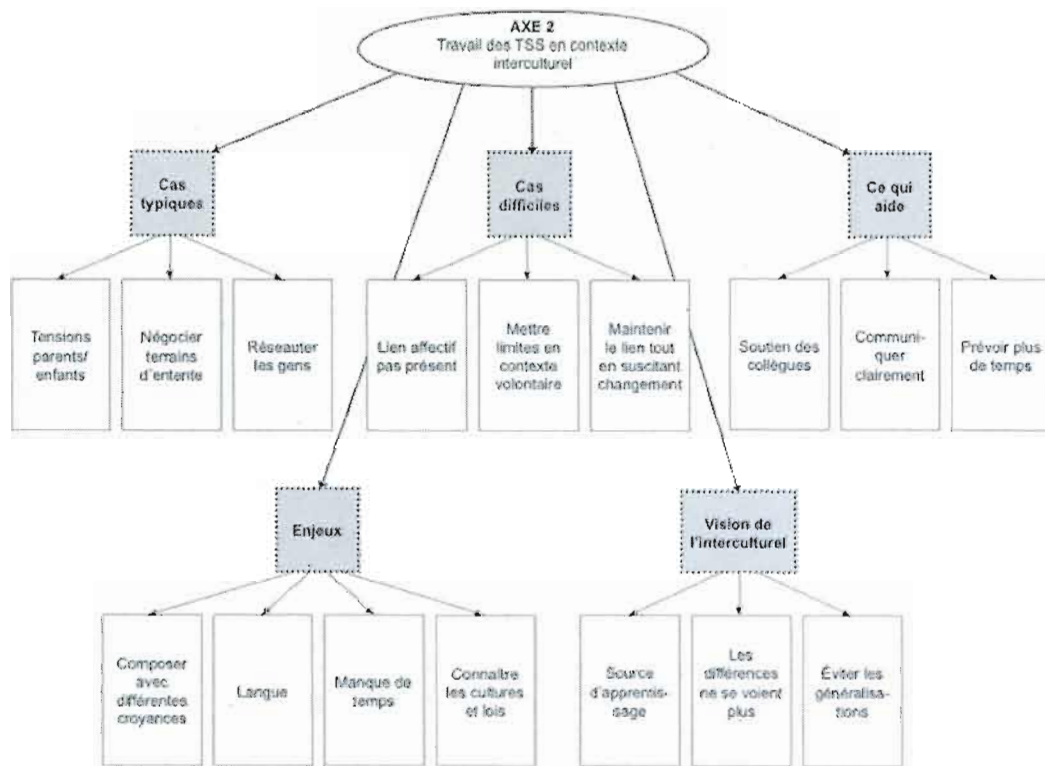 AXE 2
Travail des TSS en contexte
interculturel
Cas
typiques
Cas
difficiles
Ce qui
aide
Tensions
parents/
enfants
Négocier
terrains
d'entente
Réseauter
les gens
Lien affectif
pas présent
Mettre
limites en
contexte
volontaire
Maintenir
le lien tout
en suscitant
changement
Soutien des
collègues
Communi-
quer
clairement
Prévoir plus
de temps
Enjeux
Vision de
l'interculturel
Composer
avec
différentes
croyances
Langue
Manque de
temps
Connaître
les cultures
et lois
Source
d'apprentis-
sage
Les
différences
ne se voient
plus
Éviter les
généralisa-
tions